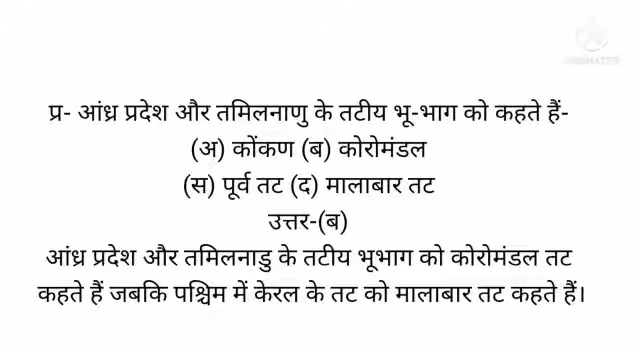 प्र- आंध्र प्रदेश और तमिलनाणु के तटीय भू-भाग को कहते हैं-
(अ) कोंकण (ब) कोरोमंडल
(स) पूर्व तट (द) मालाबार तट
उत्तर-(ब)
आंध्र प्रदेश और तमिलनाडु के तटीय भूभाग को कोरोमंडल तट
कहते हैं जबकि पश्चिम में केरल के तट को मालाबार तट कहते हैं।